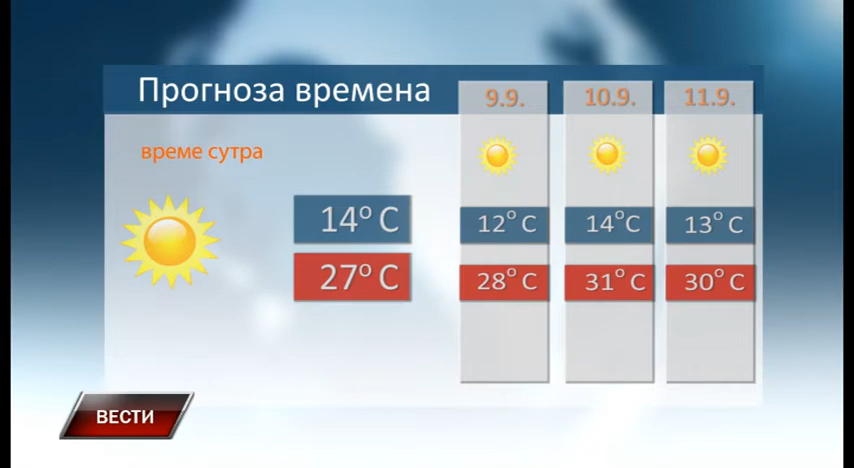 Прогноза времена
време сутра
14° C
27° C
9.9.
12° C
28° C
10.9.
14°C
31° C
11.9.
13° C
30° C
ВЕСТИ